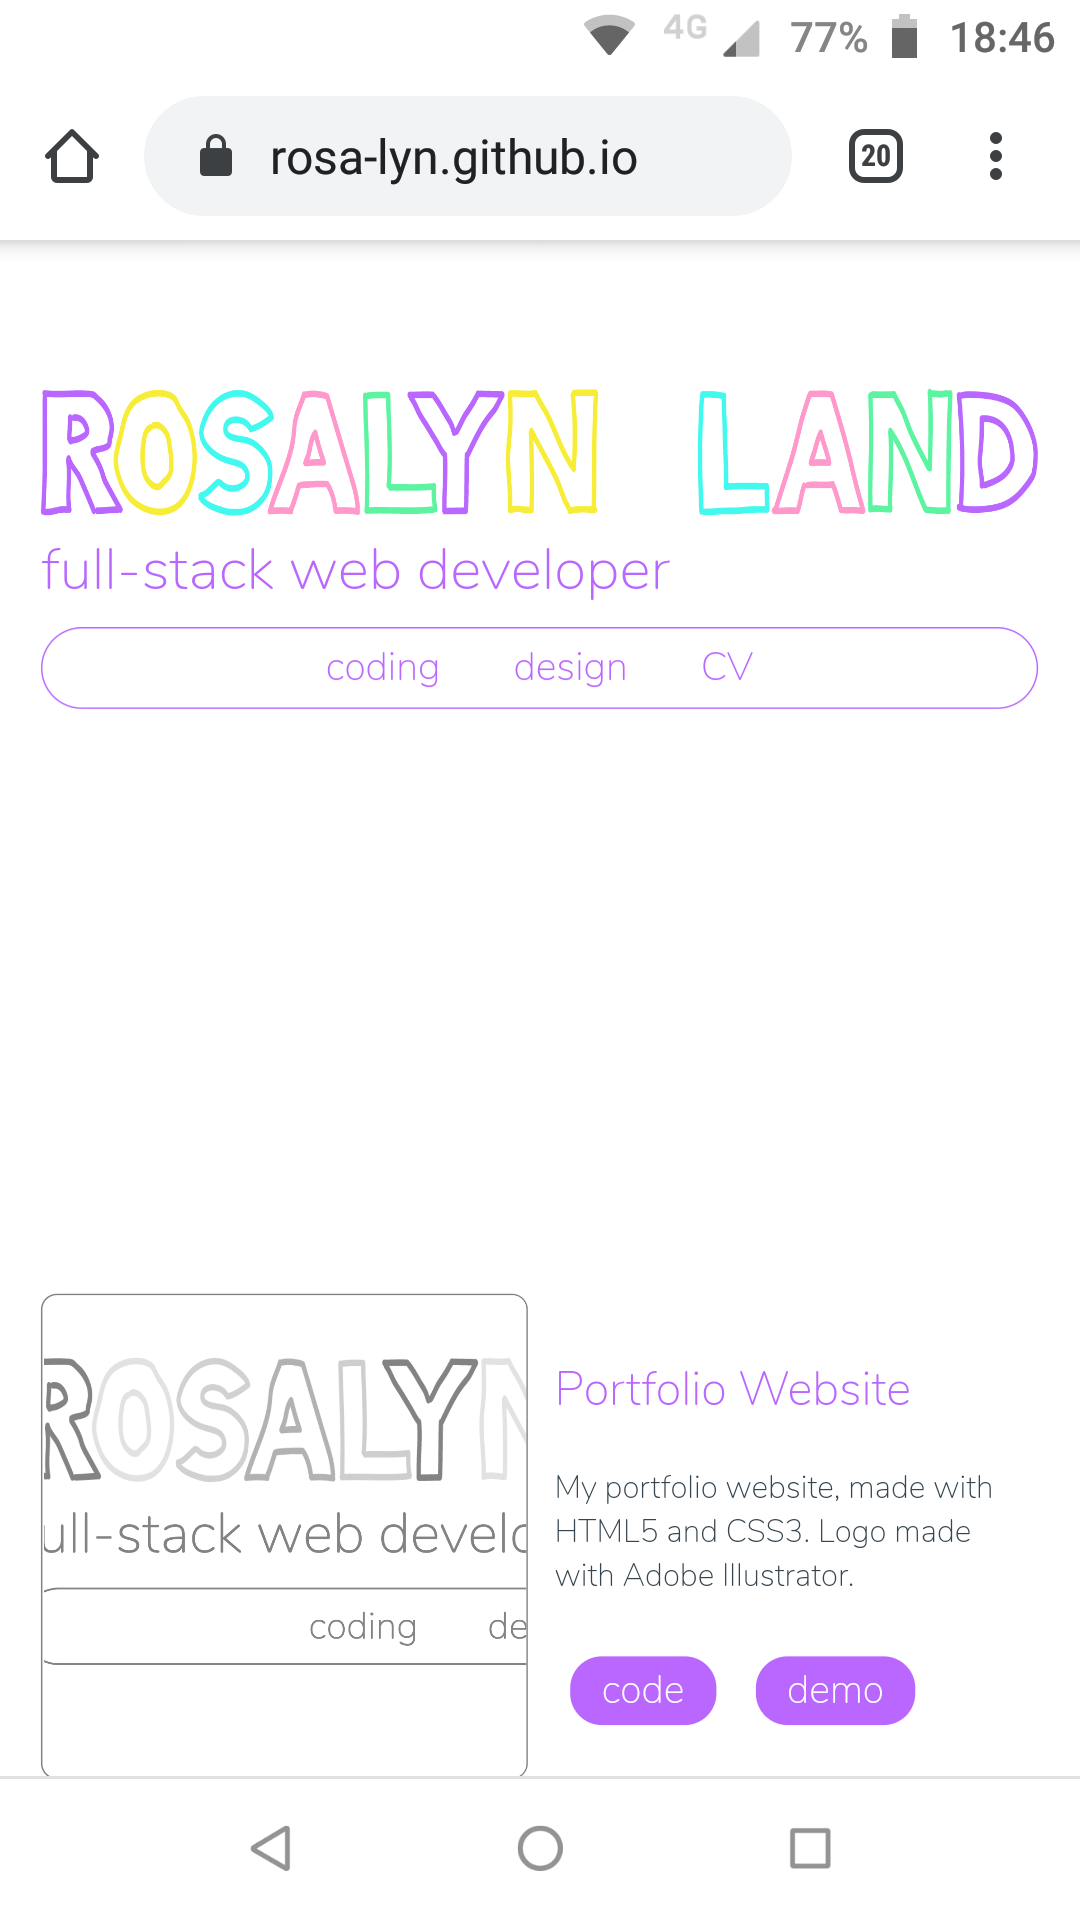 4G 77% 18:46
rosa-lyn.github.io 20
ROSALYN LAND
full-stack web developer
coding design CV
ROSALYN
ull-stack web develo
coding de
Portfolio Website
My portfolio website, made with
HTML5 and CSS3. Logo made
with Adobe Illustrator.
code demo